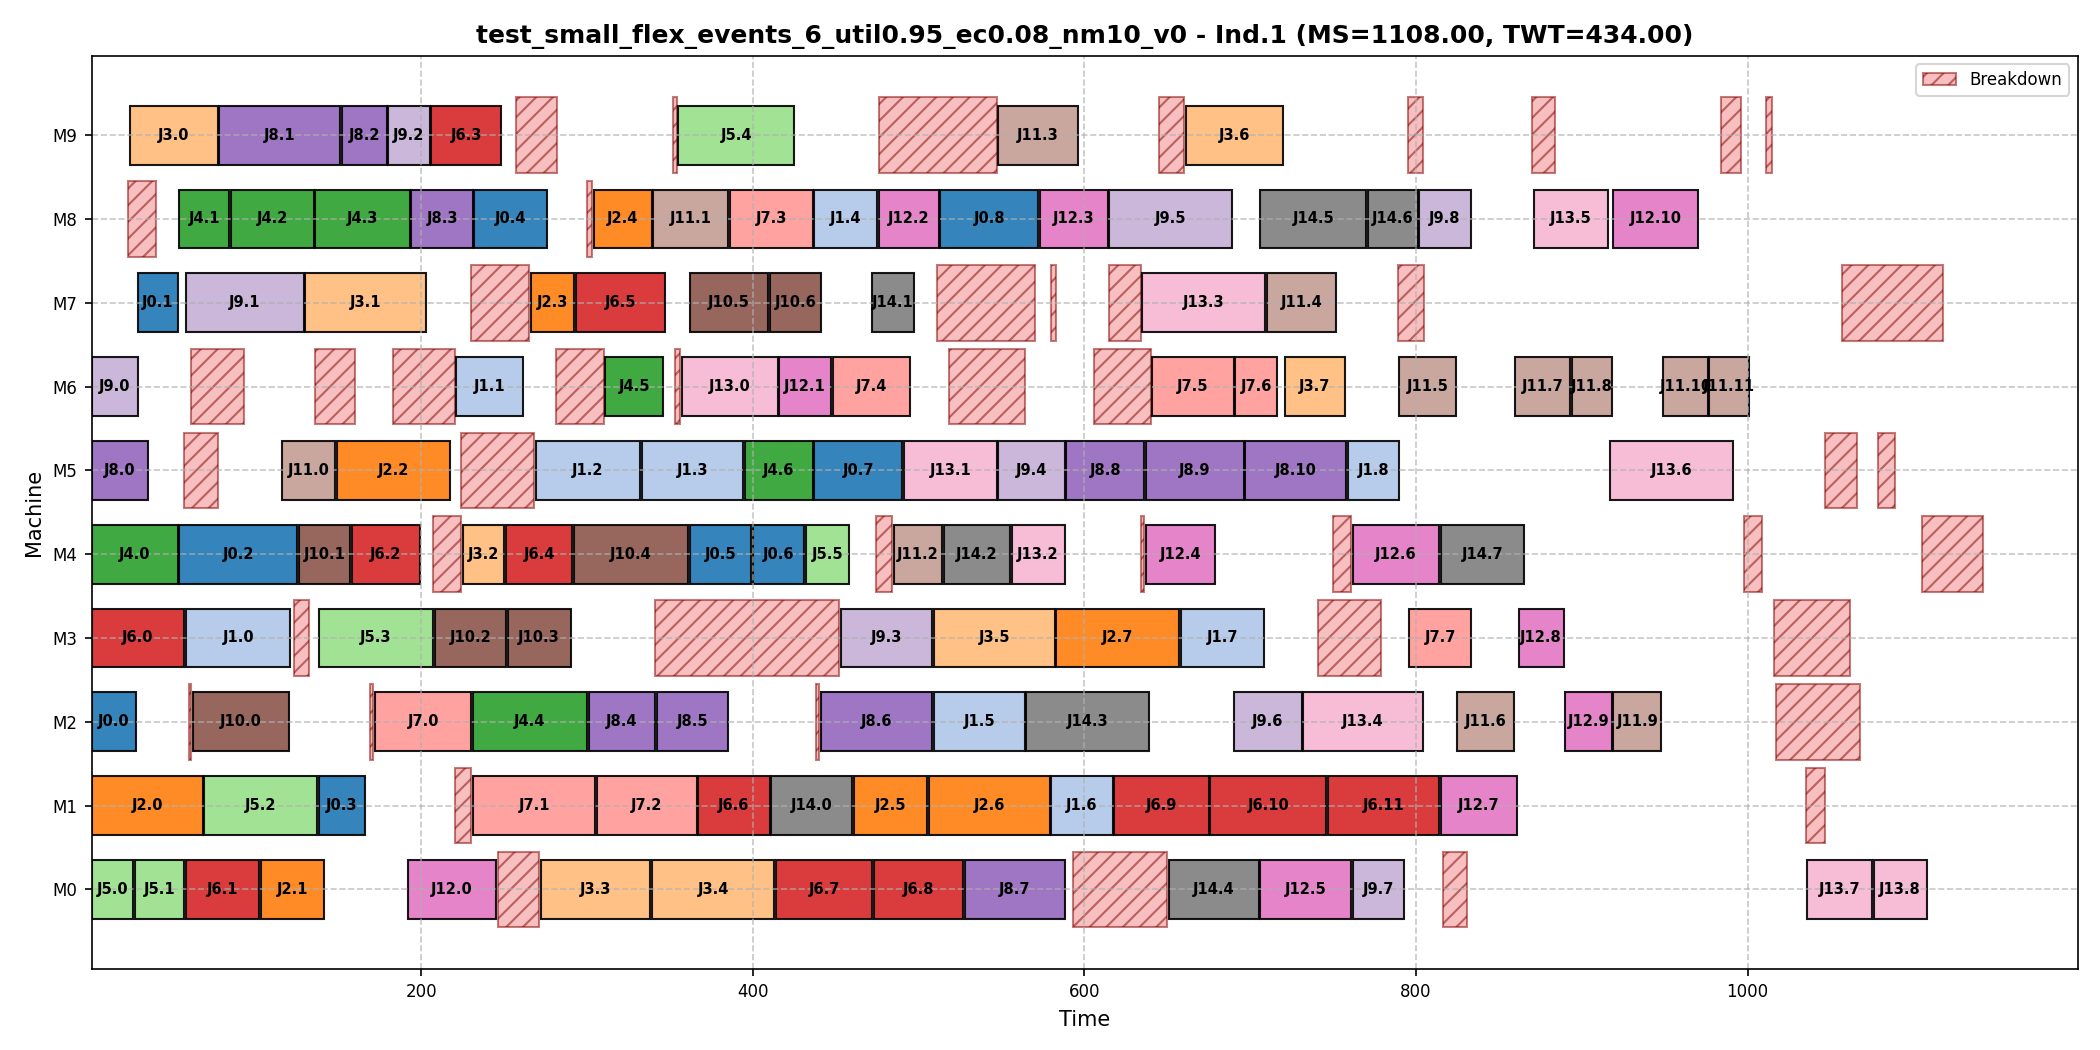 test_small_flex_events_6_util0.95_ec0.08_nm10_v0 - Ind.1 (MS=1108.00, TWT=434.00)
Breakdown
M9 J3.0 J8.1 J8.2 J9.2 J6.3 J5.4 J11.3 J3.6
M8 J4.1 J4.2 J4.3 J8.3 J0.4 J2.4 J11.1 J7.3 J1.4 J12.2 J0.8 J12.3 J9.5 J14.5 J14.6 J9.8 J13.5 J12.10
M7 J0.1 J9.1 J3.1 J2.3 J6.5 J10.5 J10.6 J14.1 J13.3 J11.4
M6 J9.0 J1.1 J4.5 J13.0 J12.1 J7.4 J7.5 J7.6 J3.7 J11.5 J11.7 J11.8 J11.10 J11.11
M5 J8.0 J11.0 J2.2 J1.2 J1.3 J4.6 J0.7 J13.1 J9.4 J8.8 J8.9 J8.10 J1.8 J13.6
M4 J4.0 J0.2 J10.1 J6.2 J3.2 J6.4 J10.4 J0.5 J0.6 J5.5 J11.2 J14.2 J13.2 J12.4 J12.6 J14.7
M3 J6.0 J1.0 J5.3 J10.2 J10.3 J9.3 J3.5 J2.7 J1.7 J7.7 J12.8
M2 J0.0 J10.0 J7.0 J4.4 J8.4 J8.5 J8.6 J1.5 J14.3 J9.6 J13.4 J11.6 J12.9 J11.9
M1 J2.0 J5.2 J0.3 J7.1 J7.2 J6.6 J14.0 J2.5 J2.6 J1.6 J6.9 J6.10 J6.11 J12.7
M0 J5.0 J5.1 J6.1 J2.1 J12.0 J3.3 J3.4 J6.7 J6.8 J8.7 J14.4 J12.5 J9.7 J13.7 J13.8
Machine
200 400 600 800 1000
Time